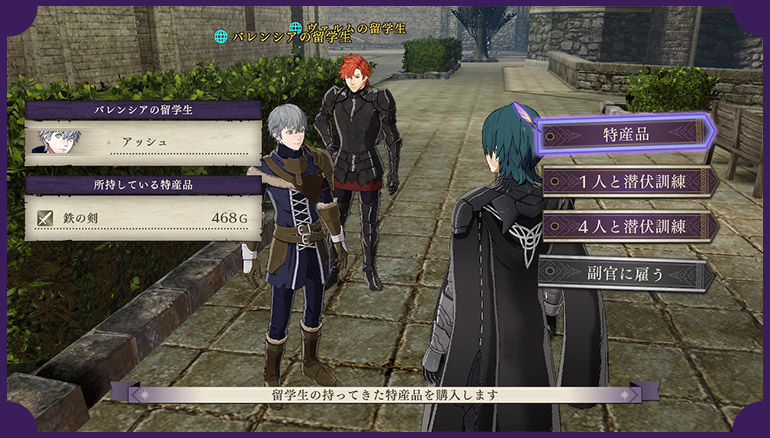 ヴァルムの留学生
バレンシアの留学生
バレンシアの留学生
アッシュ
所持している特産品
鉄の剣 468G
特産品
1人と潜伏訓練
4人と潜伏訓練
副官に雇う
留学生の持ってきた特産品を購入します